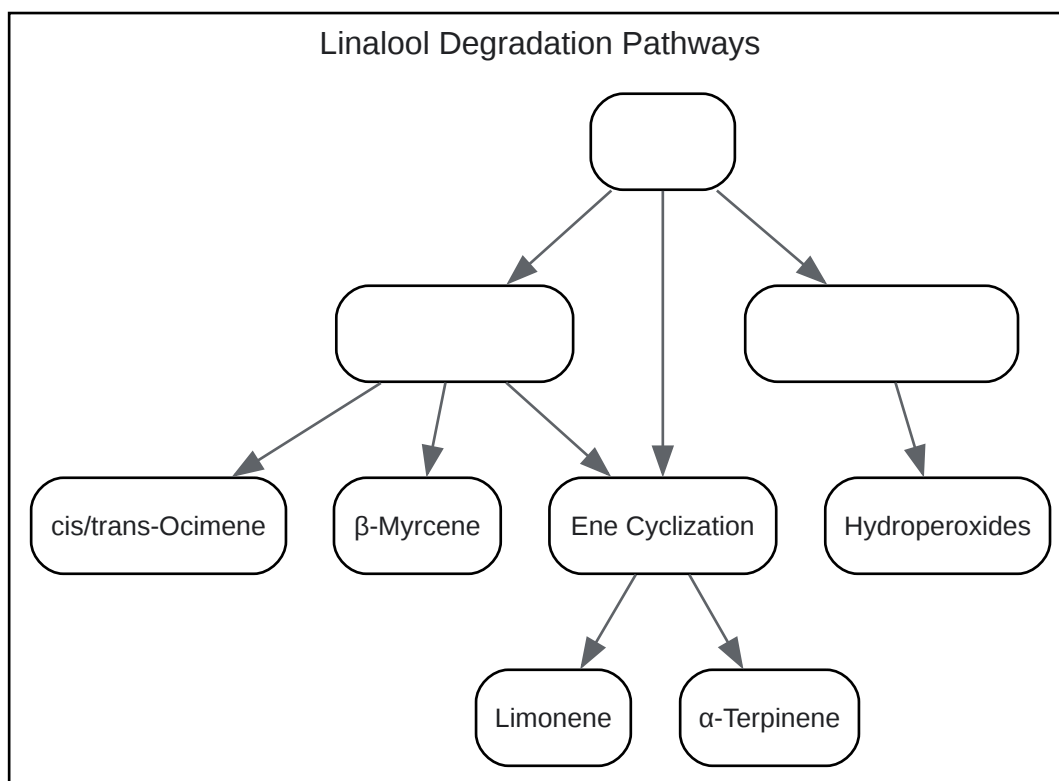 Linalool Degradation Pathways
cis/trans-Ocimene
β-Myrcene
Ene Cyclization
Hydroperoxides
Limonene
α-Terpinene